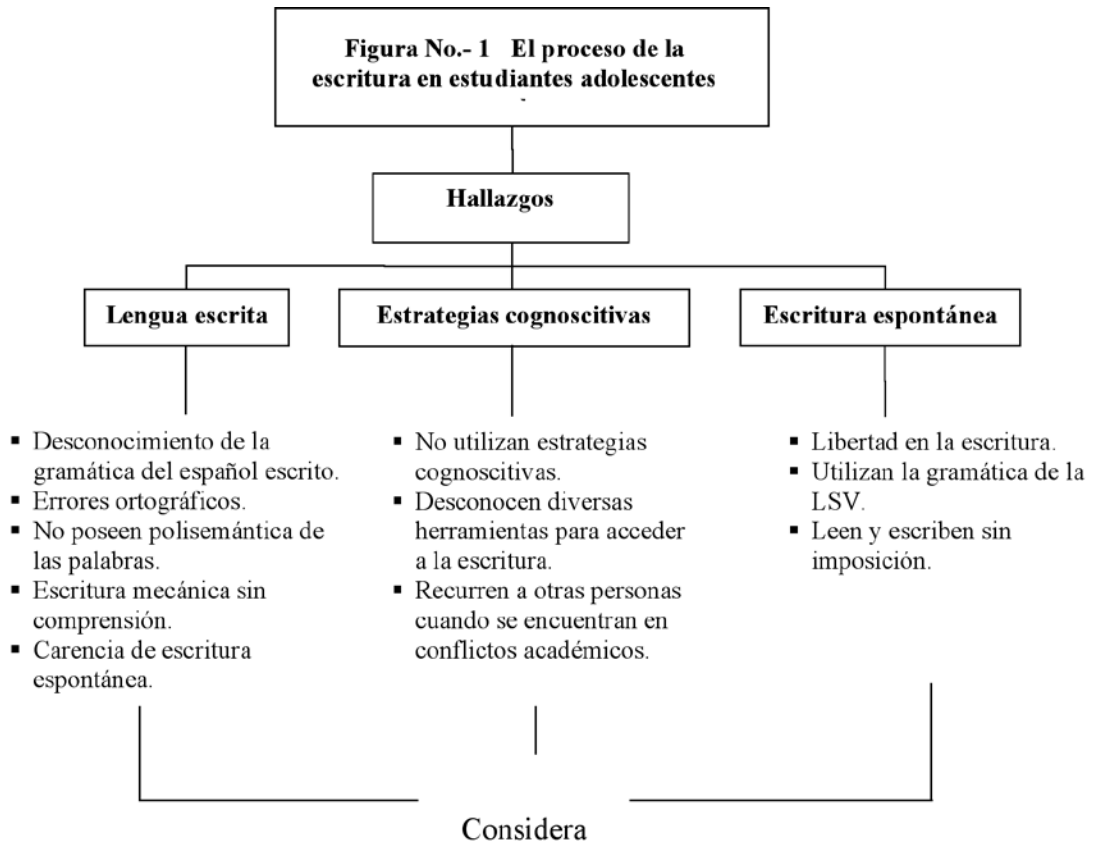 Figura No.- 1 El proceso de la
escritura en estudiantes adolescentes
Hallazgos
Lengua escrita
Estrategias cognoscitivas
Escritura espontánea
▪ Desconocimiento de la
gramática del español escrito.
▪ Errores ortográficos.
▪ No poseen polisemántica de
las palabras.
▪ Escritura mecánica sin
comprensión.
▪ Carencia de escritura
espontánea.
▪ No utilizan estrategias
cognoscitivas.
▪ Desconocen diversas
herramientas para acceder
a la escritura.
▪ Recurren a otras personas
cuando se encuentran en
conflictos académicos.
▪ Libertad en la escritura.
▪ Utilizan la gramática de la
LSV.
▪ Leen y escriben sin
imposición.
Considera